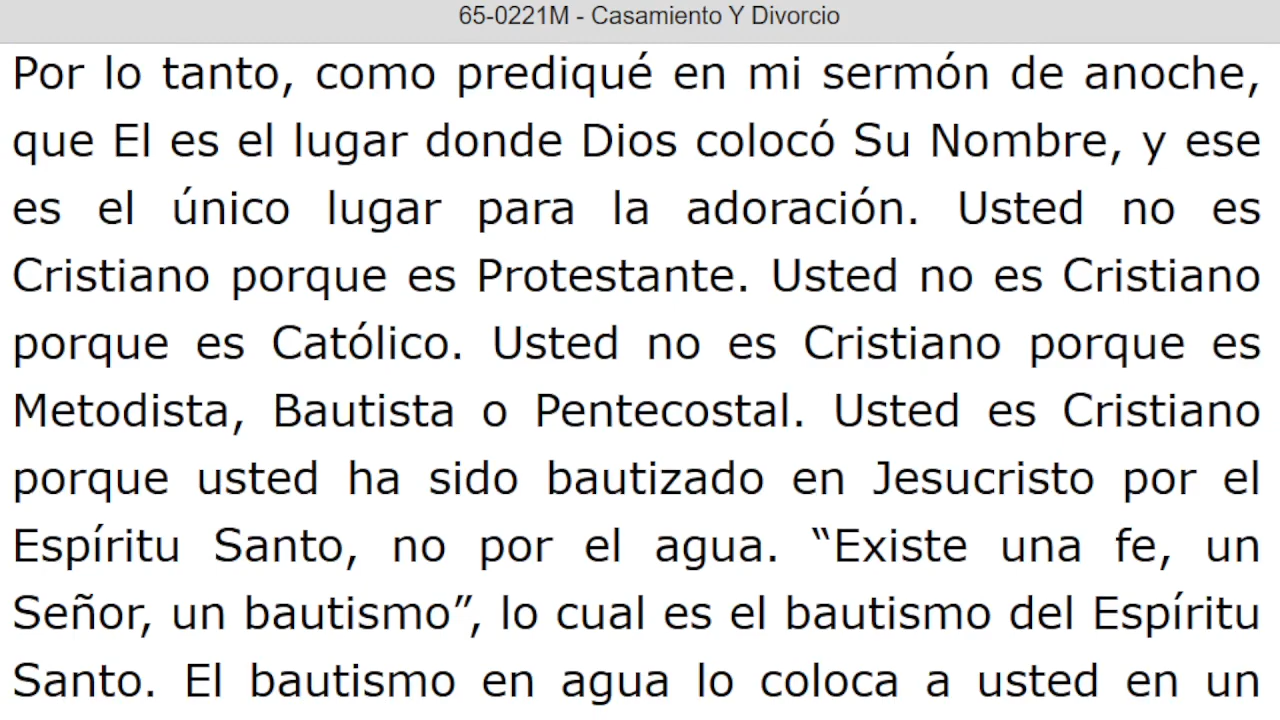 65-0221M - Casamiento Y Divorcio
Por lo tanto, como prediqué en mi sermón de anoche,
que El es el lugar donde Dios colocó Su Nombre, y ese
es el único lugar para la adoración. Usted no es
Cristiano porque es Protestante. Usted no es Cristiano
porque es Católico. Usted no es Cristiano porque es
Metodista, Bautista o Pentecostal. Usted es Cristiano
porque usted ha sido bautizado en Jesucristo por el
Espíritu Santo, no por el agua. “Existe una fe, un
Señor, un bautismo”, lo cual es el bautismo del Espíritu
Santo. El bautismo en agua lo coloca a usted en un